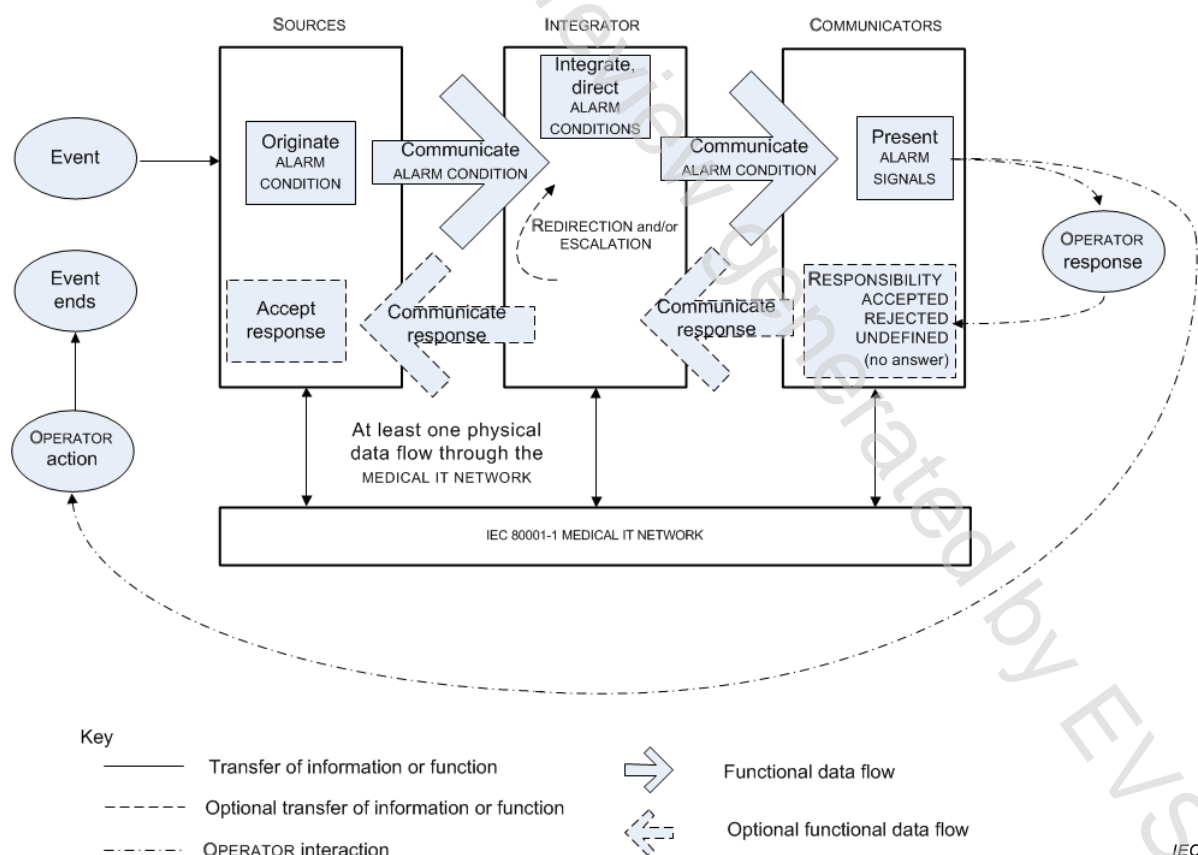 SOURCES
INTEGRATOR
COMMUNICATORS
Event
Originate
ALARM
CONDITION
Communicate
ALARM CONDITION
Integrate,
direct
ALARM
CONDITIONS
Communicate
ALARM CONDITION
Present
ALARM
SIGNALS
REDIRECTION and/or
ESCALATION
OPERATOR
response
Event
ends
Accept
response
Communicate
response
Communicate
response
RESPONSIBILITY
ACCEPTED
REJECTED
UNDEFINED
(no answer)
OPERATOR
action
At least one physical
data flow through the
MEDICAL IT NETWORK
IEC 80001-1 MEDICAL IT NETWORK
Key
Transfer of information or function
Functional data flow
Optional transfer of information or function
Optional functional data flow
OPERATOR interaction
IEC
generated by EVS